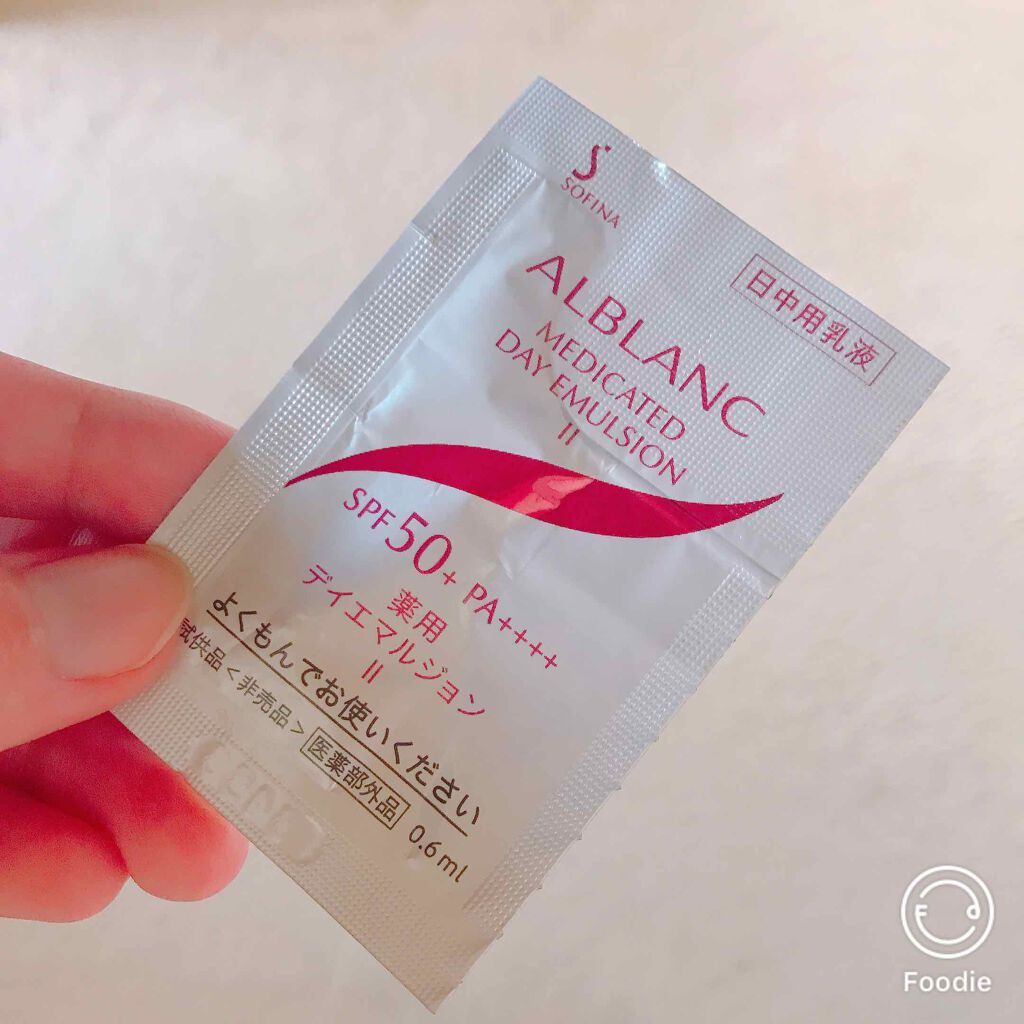 SOFINA
日中用乳液
ALBLANC
MEDICATED
DAY EMULSION
II
SPF50+ PA++++
薬用
デイエマルジョン
II
よくもんでお使いください
試供品<非売品> 医薬部外品 0.6ml
Foodie